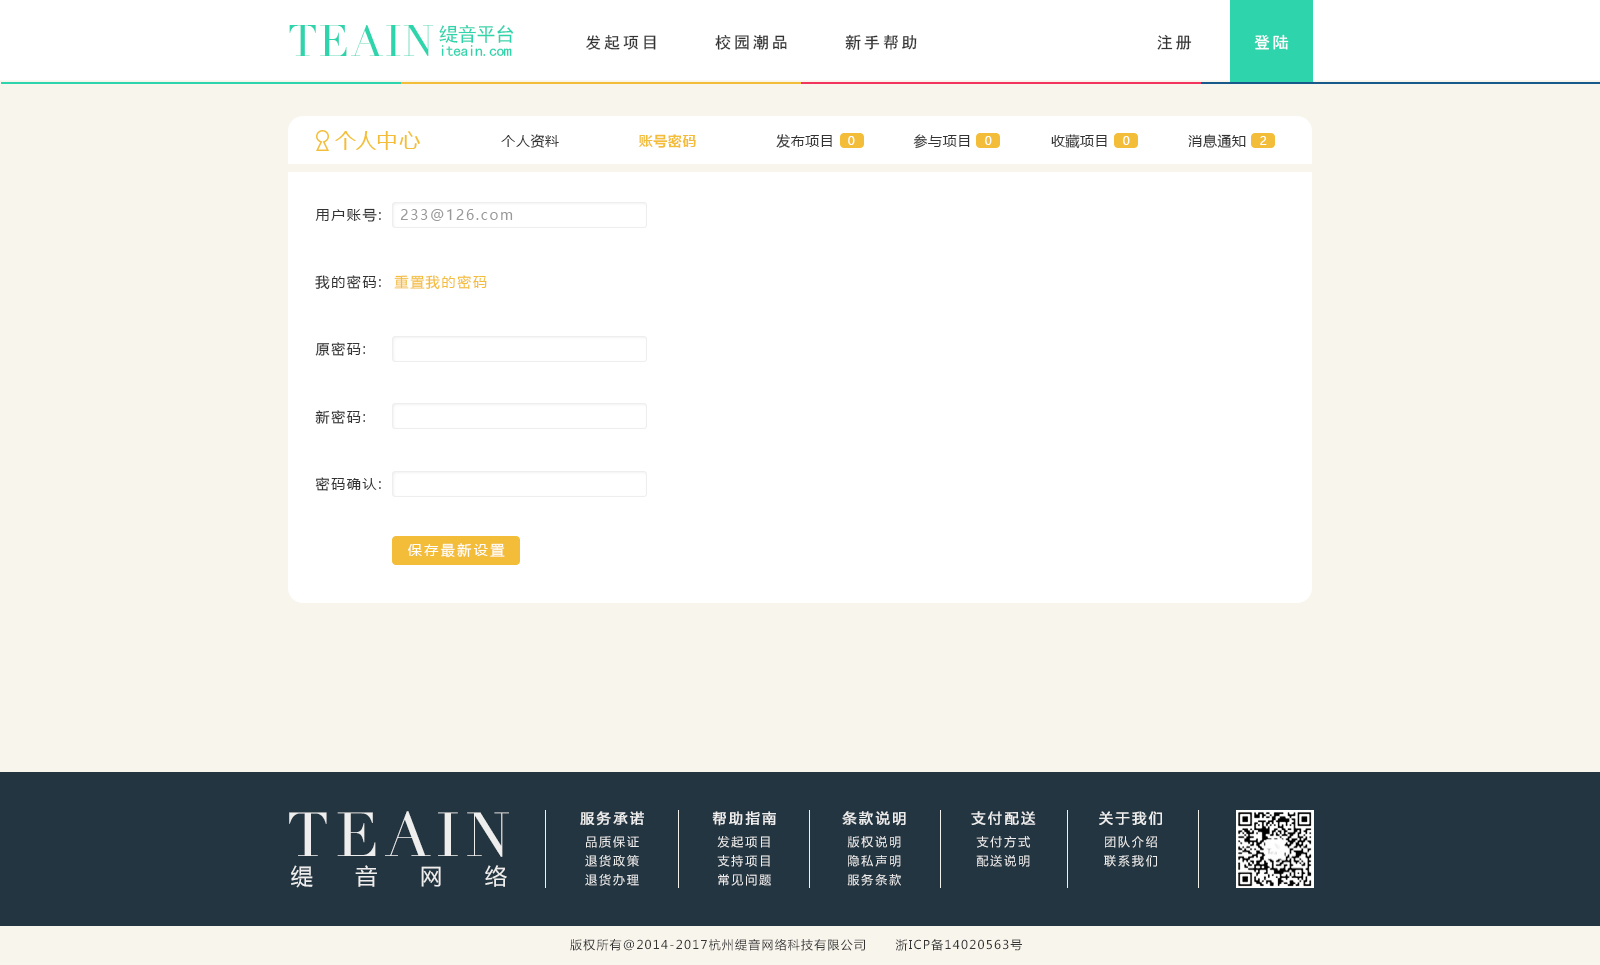 TEAIN 缇音平台
iteain.com
发起项目 校园潮品 新手帮助 注册 登陆
个人中心 个人资料 账号密码 发布项目 0 参与项目 0 收藏项目 0 消息通知 2
用户账号: 233@126.com
我的密码: 重置我的密码
原密码:
新密码:
密码确认:
保存最新设置
TEAIN
缇音网络
服务承诺
品质保证
退货政策
退货办理
帮助指南
发起项目
支持项目
常见问题
条款说明
版权说明
隐私声明
服务条款
支付配送
支付方式
配送说明
关于我们
团队介绍
联系我们
版权所有@2014-2017杭州缇音网络科技有限公司 浙ICP备14020563号